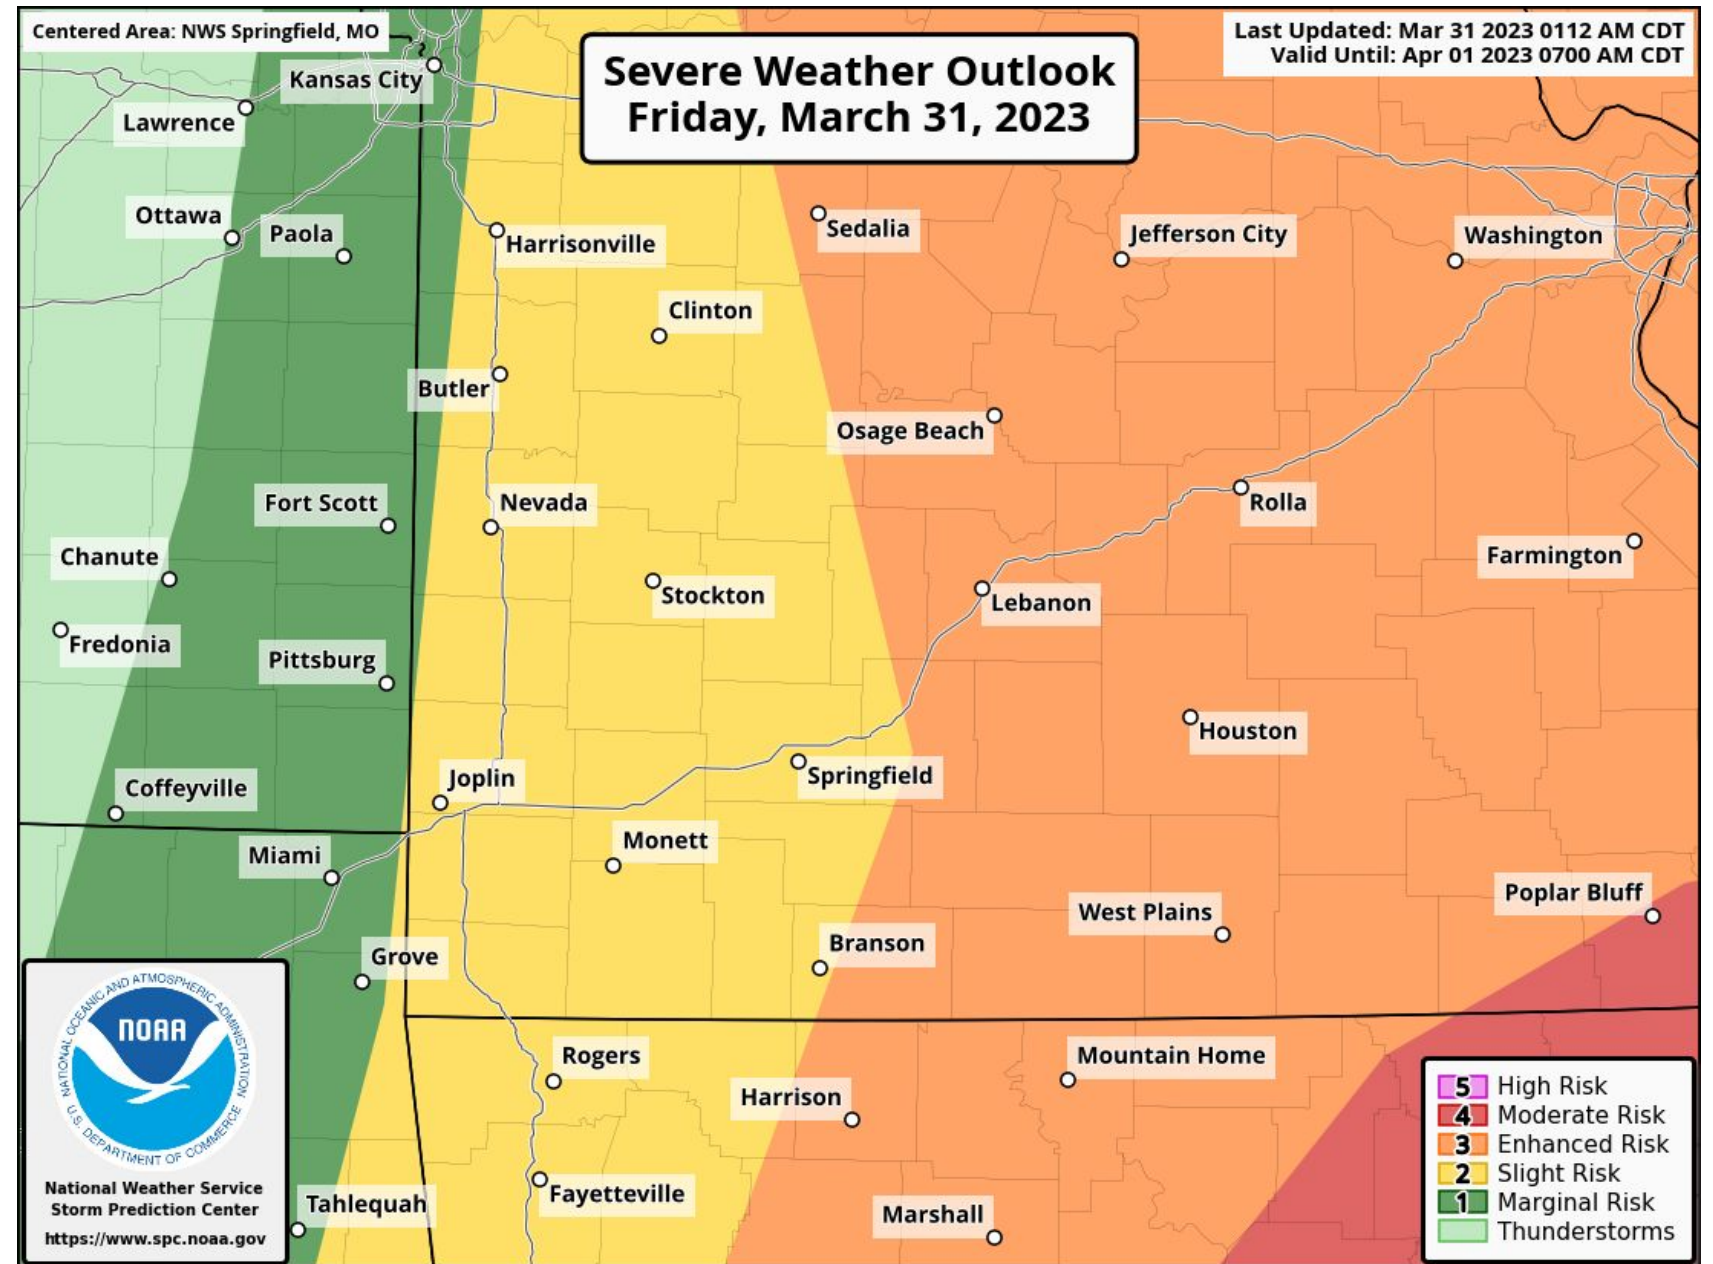 Centered Area: NWS Springfield, MO
Last Updated: Mar 31 2023 0112 AM CDT
Valid Until: Apr 01 2023 0700 AM CDT
Severe Weather Outlook
Friday, March 31, 2023
Kansas City
Lawrence
Ottawa
Paola
Harrisonville
Sedalia
Jefferson City
Washington
Clinton
Butler
Osage Beach
Fort Scott
Nevada
Rolla
Chanute
Farmington
Stockton
Lebanon
Fredonia
Pittsburg
Houston
Coffeyville
Joplin
Springfield
Miami
Monett
Poplar Bluff
West Plains
Grove
Branson
Rogers
Harrison
Mountain Home
Tahlequah
Fayetteville
Marshall
NATIONAL OCEANIC AND ATMOSPHERIC ADMINISTRATION
NOAA
U.S. DEPARTMENT OF COMMERCE
National Weather Service
Storm Prediction Center
https://www.spc.noaa.gov
5 High Risk
4 Moderate Risk
3 Enhanced Risk
2 Slight Risk
1 Marginal Risk
Thunderstorms